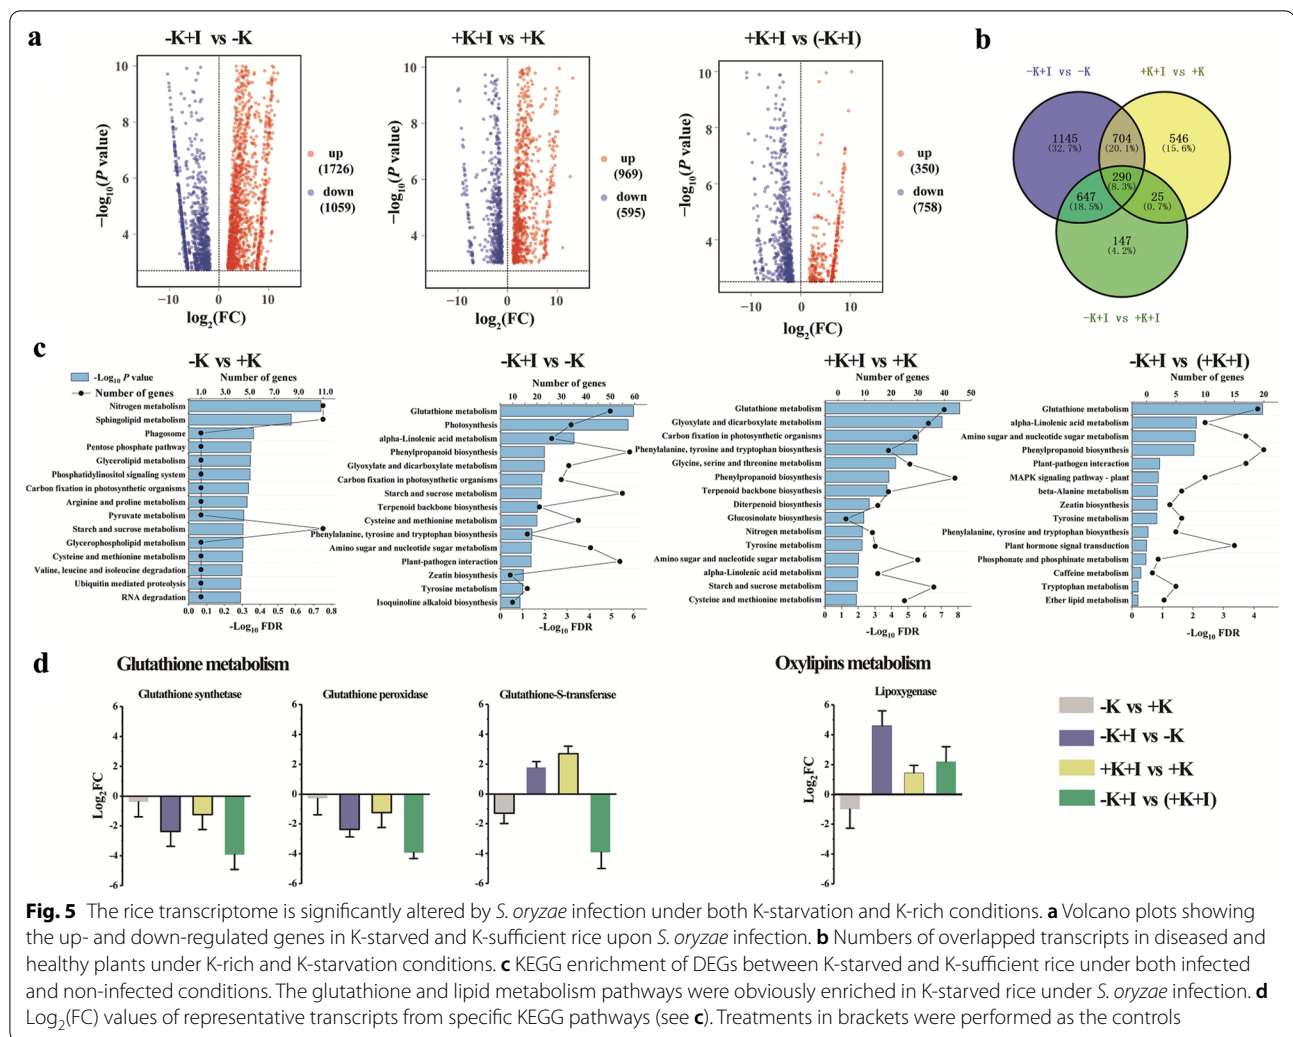 a
-K+I vs -K
10
8
6
4
−log10(P value)
−10
0
10
log2(FC)
up
(1726)
down
(1059)
+K+I vs +K
10
8
6
4
−log10(P value)
−10
0
10
log2(FC)
up
(969)
down
(595)
+K+I vs (-K+I)
10
8
6
4
−log10(P value)
−10
0
10
log2(FC)
up
(350)
down
(758)
b
-K+I vs -K
+K+I vs +K
1145
(32.7%)
704
(20.1%)
546
(15.6%)
290
(8.3%)
647
(18.5%)
25
(0.7%)
147
(4.2%)
-K+I vs +K+I
c
-K vs +K
-Log10 P value
Number of genes
Number of genes
1.0 3.0 5.0 7.0 9.0 11.0
Nitrogen metabolism
Sphingolipid metabolism
Phagosome
Pentose phosphate pathway
Glycerolipid metabolism
Phosphatidylinositol signaling system
Carbon fixation in photosynthetic organisms
Arginine and proline metabolism
Pyruvate metabolism
Starch and sucrose metabolism
Glycerophospholipid metabolism
Cysteine and methionine metabolism
Valine, leucine and isoleucine degradation
Ubiquitin mediated proteolysis
RNA degradation
0.0 0.1 0.2 0.3 0.4 0.5 0.6 0.7 0.8
-Log10 FDR
-K+I vs -K
Number of genes
10 20 30 40 50 60
Glutathione metabolism
Photosynthesis
alpha-Linolenic acid metabolism
Phenylpropanoid biosynthesis
Glyoxylate and dicarboxylate metabolism
Carbon fixation in photosynthetic organisms
Starch and sucrose metabolism
Terpenoid backbone biosynthesis
Cysteine and methionine metabolism
Phenylalanine, tyrosine and tryptophan biosynthesis
Amino sugar and nucleotide sugar metabolism
Plant-pathogen interaction
Zeatin biosynthesis
Tyrosine metabolism
Isoquinoline alkaloid biosynthesis
0 1 2 3 4 5 6
-Log10 FDR
+K+I vs +K
Number of genes
0 10 20 30 40 50
Glutathione metabolism
Glyoxylate and dicarboxylate metabolism
Carbon fixation in photosynthetic organisms
Phenylalanine, tyrosine and tryptophan biosynthesis
Glycine, serine and threonine metabolism
Phenylpropanoid biosynthesis
Terpenoid backbone biosynthesis
Diterpenoid biosynthesis
Glucosinolate biosynthesis
Nitrogen metabolism
Tyrosine metabolism
Amino sugar and nucleotide sugar metabolism
alpha-Linolenic acid metabolism
Starch and sucrose metabolism
Cysteine and methionine metabolism
0 1 2 3 4 5 6 7 8
-Log10 FDR
-K+I vs (+K+I)
Number of genes
0 5 10 15 20
Glutathione metabolism
alpha-Linolenic acid metabolism
Amino sugar and nucleotide sugar metabolism
Phenylpropanoid biosynthesis
Plant-pathogen interaction
MAPK signaling pathway - plant
beta-Alanine metabolism
Zeatin biosynthesis
Tyrosine metabolism
Phenylalanine, tyrosine and tryptophan biosynthesis
Plant hormone signal transduction
Phosphonate and phosphinate metabolism
Caffeine metabolism
Tryptophan metabolism
Ether lipid metabolism
0 1 2 3 4
-Log10 FDR
d
Glutathione metabolism
Oxylipins metabolism
Glutathione synthetase
6
4
2
0
-2
-4
-6
Log2FC
Glutathione peroxidase
6
4
2
0
-2
-4
-6
Glutathione-S-transferase
6
4
2
0
-2
-4
-6
Lipoxygenase
6
4
2
0
-2
-4
-6
-K vs +K
-K+I vs -K
+K+I vs +K
-K+I vs (+K+I)
Fig. 5 The rice transcriptome is significantly altered by S. oryzae infection under both K-starvation and K-rich conditions. a Volcano plots showing
the up- and down-regulated genes in K-starved and K-sufficient rice upon S. oryzae infection. b Numbers of overlapped transcripts in diseased and
healthy plants under K-rich and K-starvation conditions. c KEGG enrichment of DEGs between K-starved and K-sufficient rice under both infected
and non-infected conditions. The glutathione and lipid metabolism pathways were obviously enriched in K-starved rice under S. oryzae infection. d
Log2(FC) values of representative transcripts from specific KEGG pathways (see c). Treatments in brackets were performed as the controls